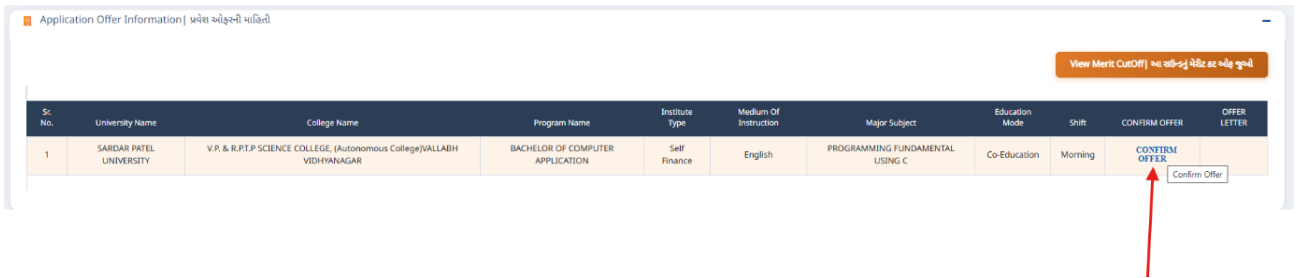 Application Offer Information| પ્રવેશ ઓફરની માહિતી
View Merit CutOff| આ રાઉન્ડનું મેરીટ કટ ઓફ જુઓ
Sr. No. University Name College Name Program Name Institute Type Medium Of Instruction Major Subject Education Mode Shift CONFIRM OFFER OFFER LETTER
1 SARDAR PATEL UNIVERSITY V.P. & R.P.T.P SCIENCE COLLEGE, (Autonomous College)VALLABH VIDHYANAGAR BACHELOR OF COMPUTER APPLICATION Self Finance English PROGRAMMING FUNDAMENTAL USING C Co-Education Morning CONFIRM OFFER
Confirm Offer